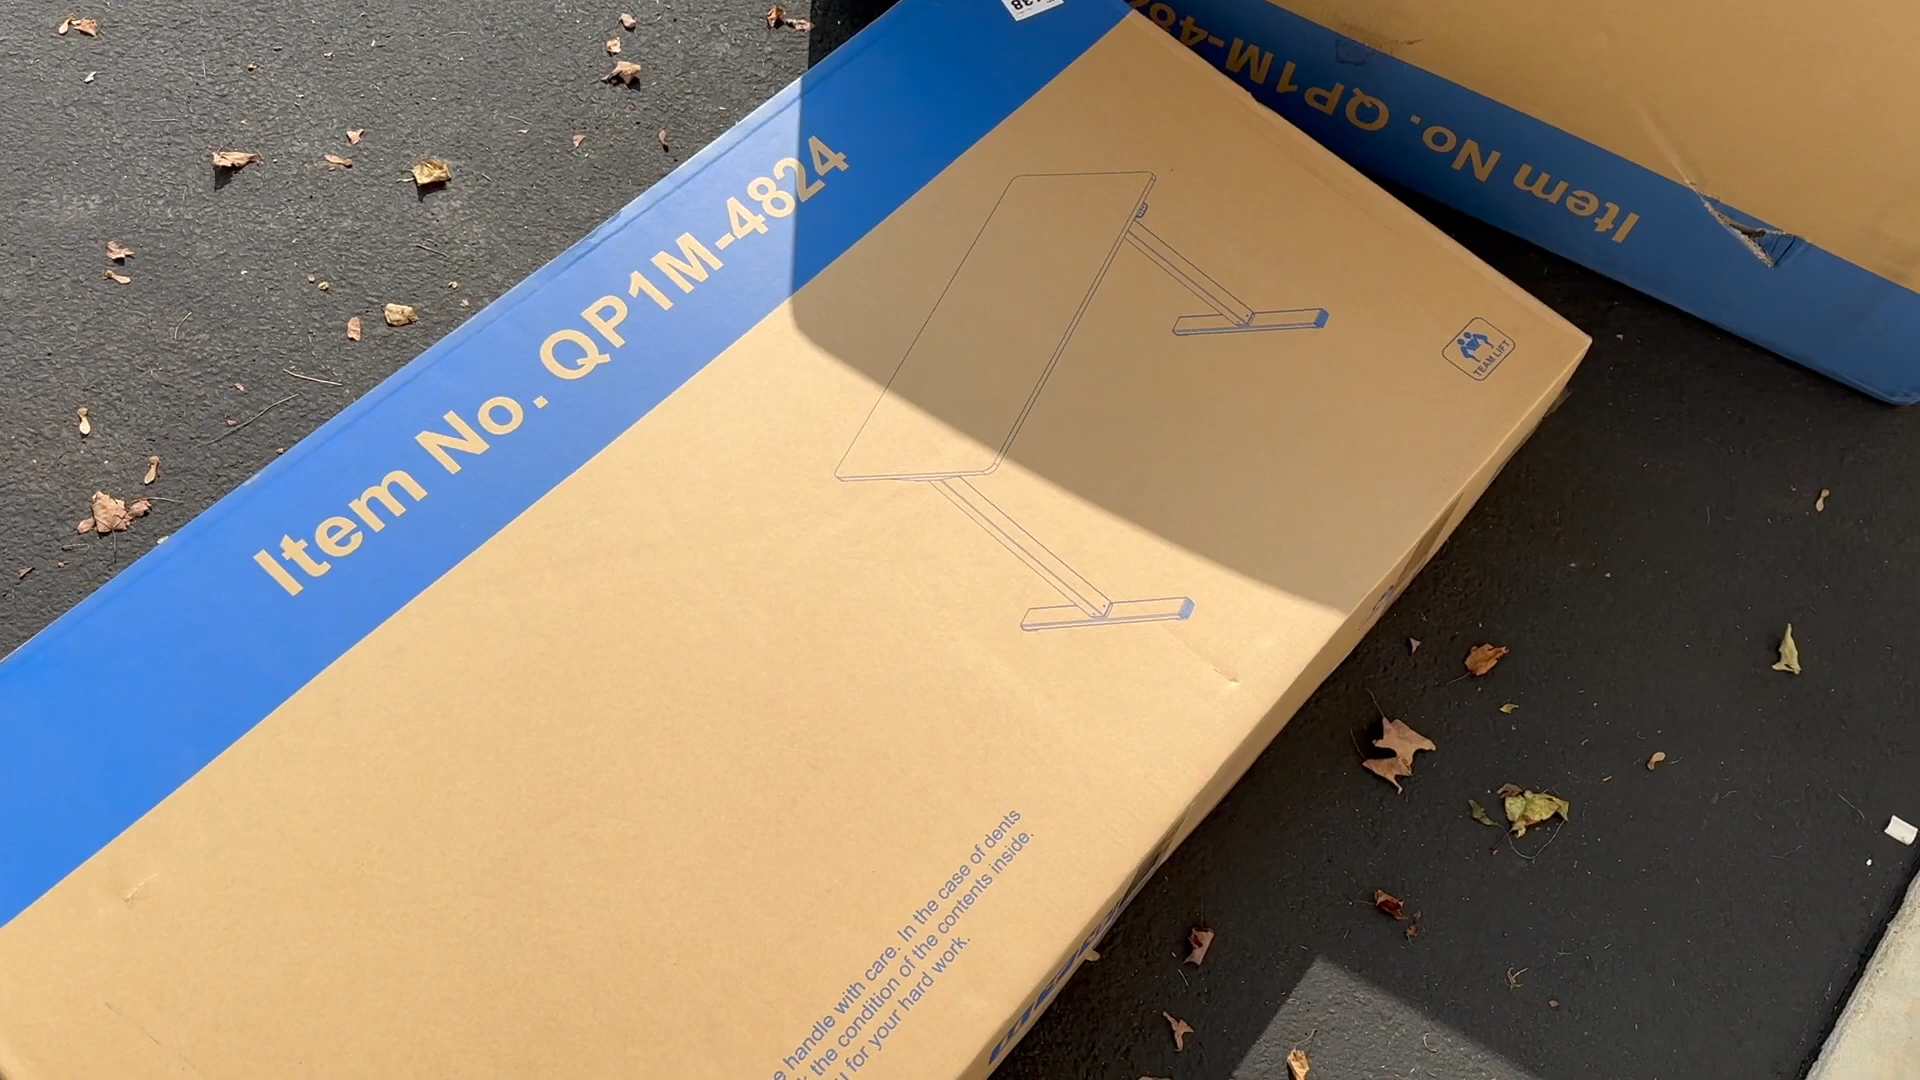 Item No. QP1M-4824
Item No. QP1M-48
TEAM LIFT
handle with care. In the case of dents
the condition of the contents inside.
for your hard work.